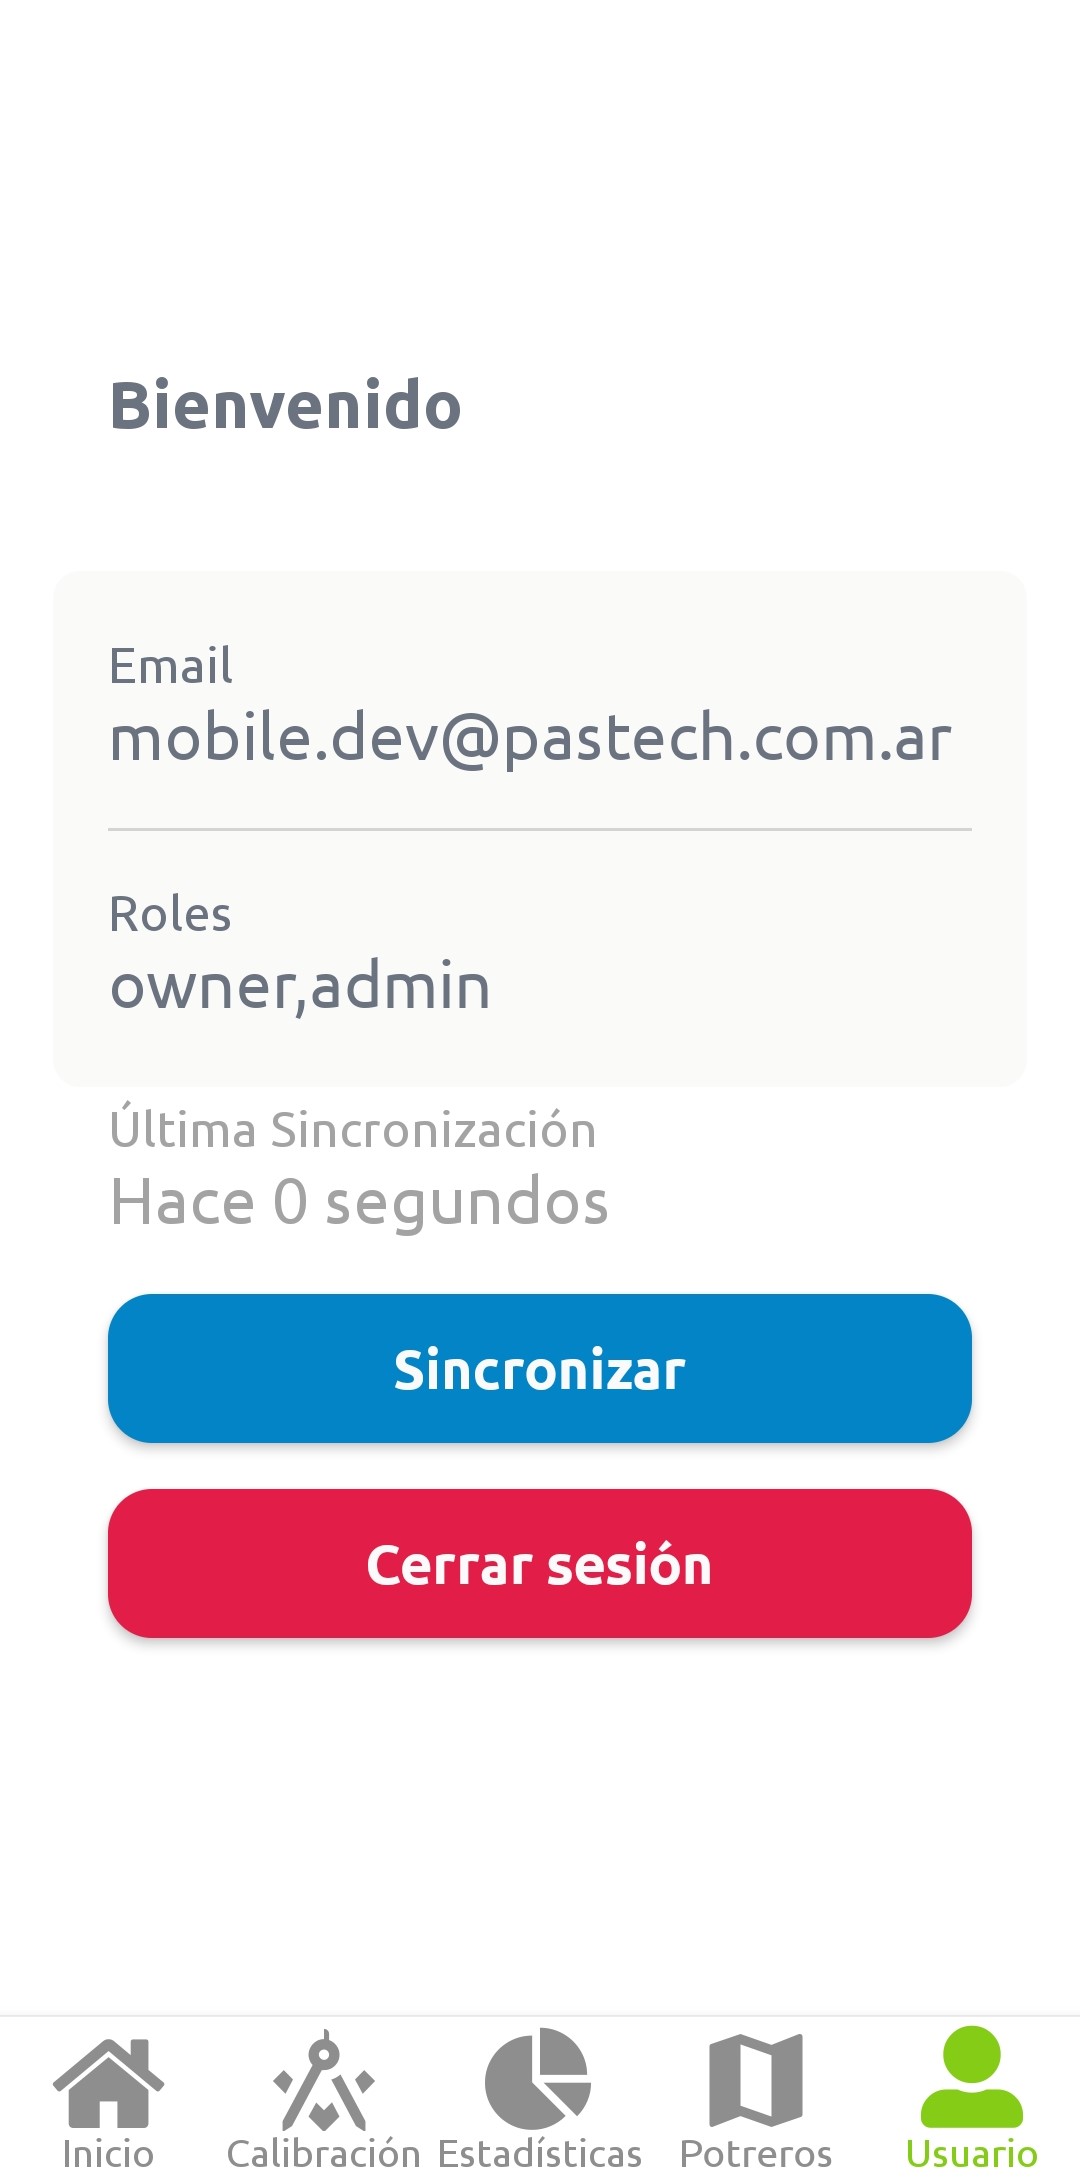 Bienvenido
Email
mobile.dev@pastech.com.ar
Roles
owner,admin
Última Sincronización
Hace 0 segundos
Sincronizar
Cerrar sesión
Inicio
Calibración
Estadísticas
Potreros
Usuario